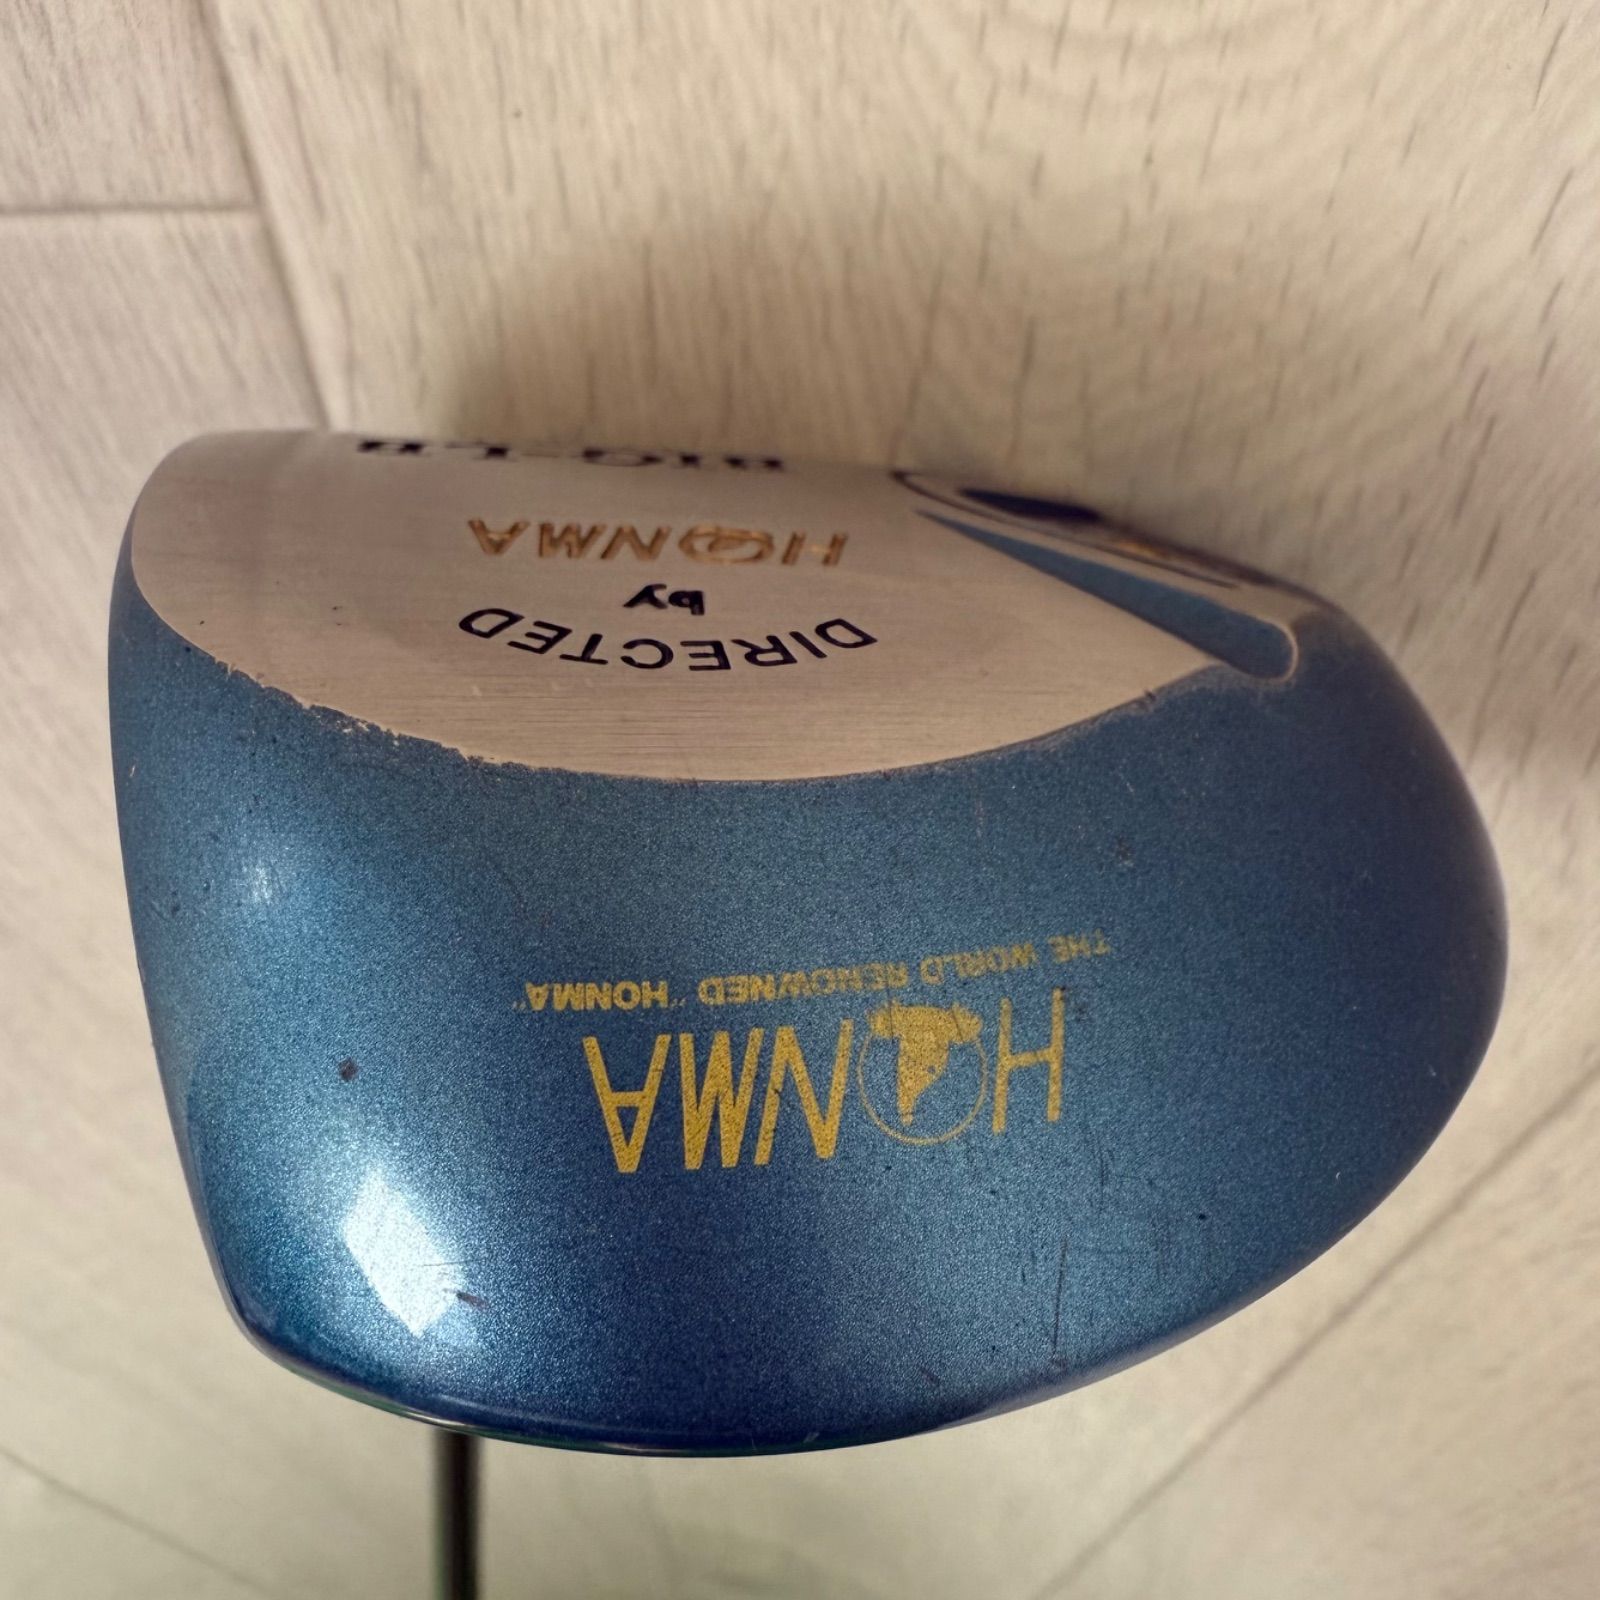 HONMA
THE WORLD RENOWNED "HONMA"
DIRECTED
by
HONMA